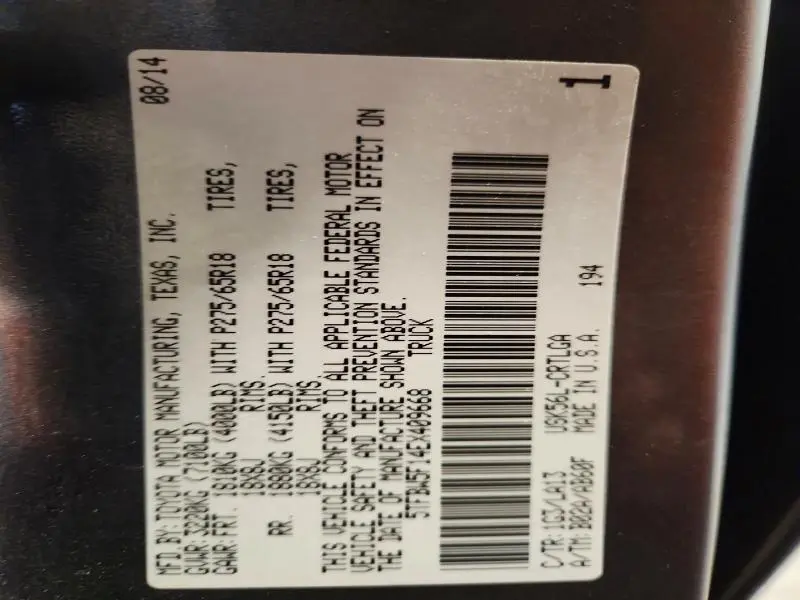 MFD. BY: TOYOTA MOTOR MANUFACTURING, TEXAS, INC. 08/14
GVWR: 3220KG (7100LB)
GAWR: FRT. 1810KG (4000LB) WITH P275/65R18 TIRES,
18X8J RIMS.
RR. 1880KG (4150LB) WITH P275/65R18 TIRES,
18X8J RIMS.
THIS VEHICLE CONFORMS TO ALL APPLICABLE FEDERAL MOTOR
VEHICLE SAFETY AND THEFT PREVENTION STANDARDS IN EFFECT ON
THE DATE OF MANUFACTURE SHOWN ABOVE.
5TFBW5F14EX409668 TRUCK
1
C/TR: 1G3/LA13 USK56L-CRTLGA
A/TM: B02A/AB60F MADE IN U.S.A. 194